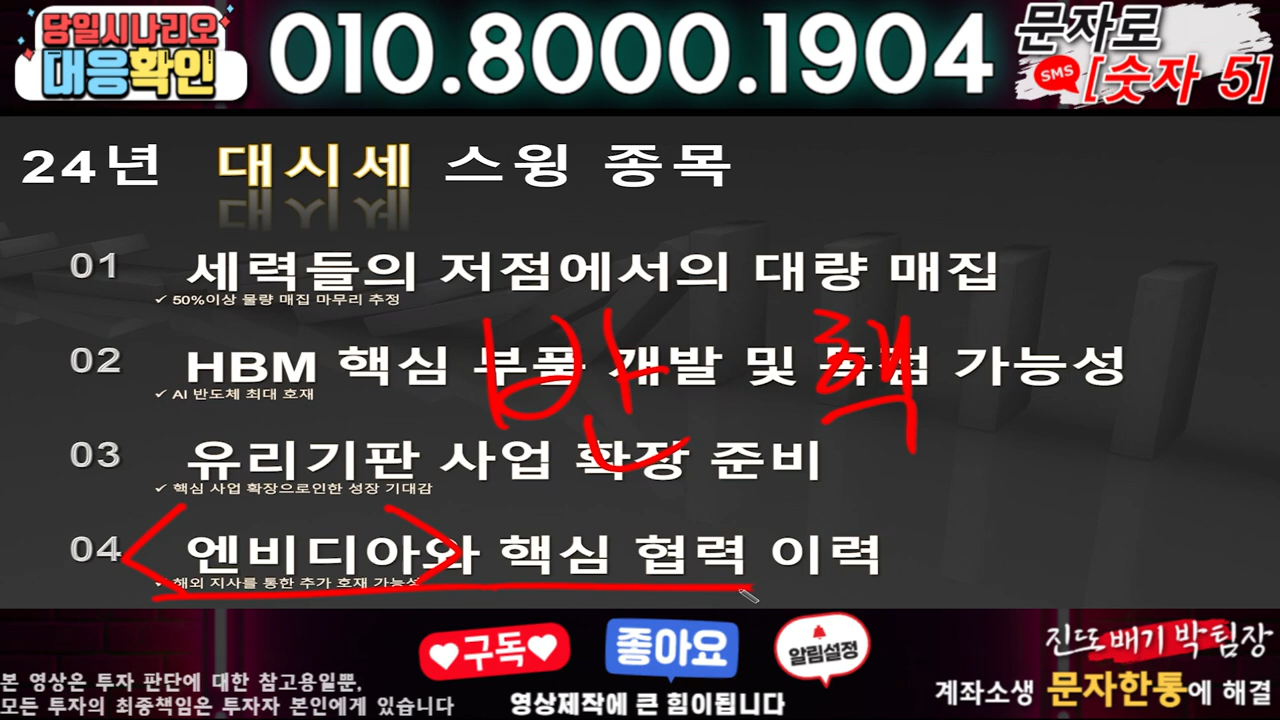 당일시나리오
대응확인
010.8000.1904
문자로
SMS
[숫자 5]
24년 대시세 스윙 종목
01 세력들의 저점에서의 대량 매집
✓ 50%이상 물량 매집 마무리 추정
02 HBM 핵심 부품 개발 및 독점 가능성
✓ AI 반도체 최대 호재
반 핵
03 유리기판 사업 확장 준비
✓ 핵심 사업 확장으로인한 성장 기대감
04 엔비디아와 핵심 협력 이력
✓ 해외 지사를 통한 추가 호재 가능성
구독
좋아요
알림설정
영상제작에 큰 힘이됩니다
본 영상은 투자 판단에 대한 참고용일뿐,
모든 투자의 최종책임은 투자자 본인에게 있습니다
진또배기 박팀장
계좌소생 문자한통에 해결